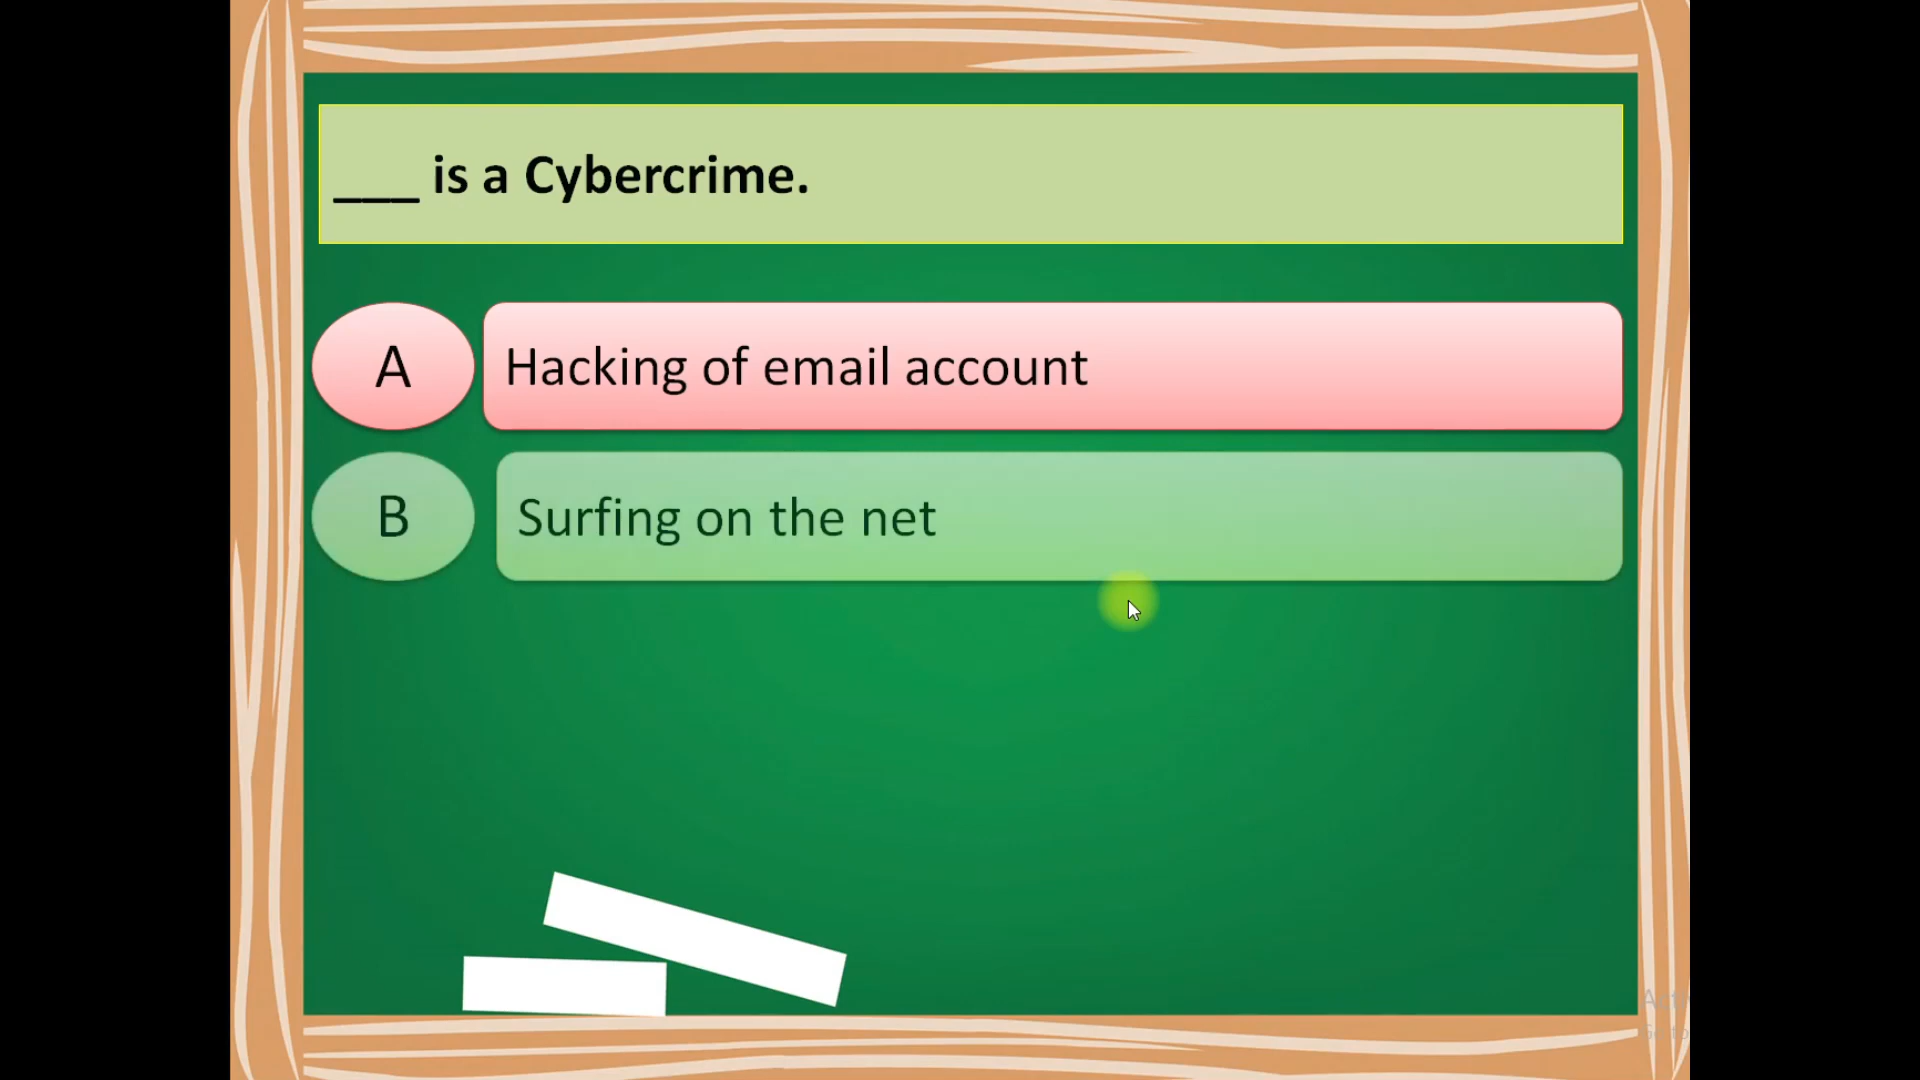 ___ is a Cybercrime.
A Hacking of email account
B Surfing on the net